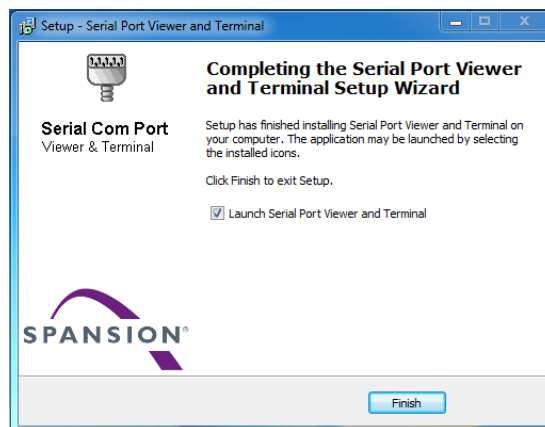 Setup - Serial Port Viewer and Terminal
Completing the Serial Port Viewer
and Terminal Setup Wizard
Serial Com Port
Viewer & Terminal
Setup has finished installing Serial Port Viewer and Terminal on
your computer. The application may be launched by selecting
the installed icons.
Click Finish to exit Setup.
Launch Serial Port Viewer and Terminal
SPANSION®
Finish